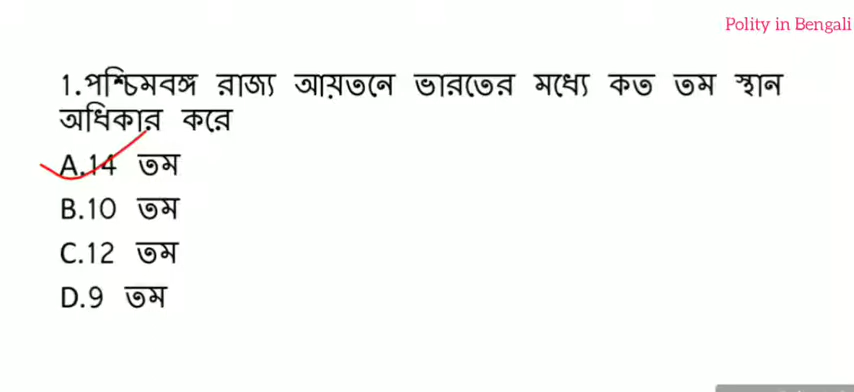 Polity in Bengali
1.পশ্চিমবঙ্গ রাজ্য আয়তনে ভারতের মধ্যে কত তম স্থান
অধিকার করে
A.14 তম
B.10 তম
C.12 তম
D.9 তম